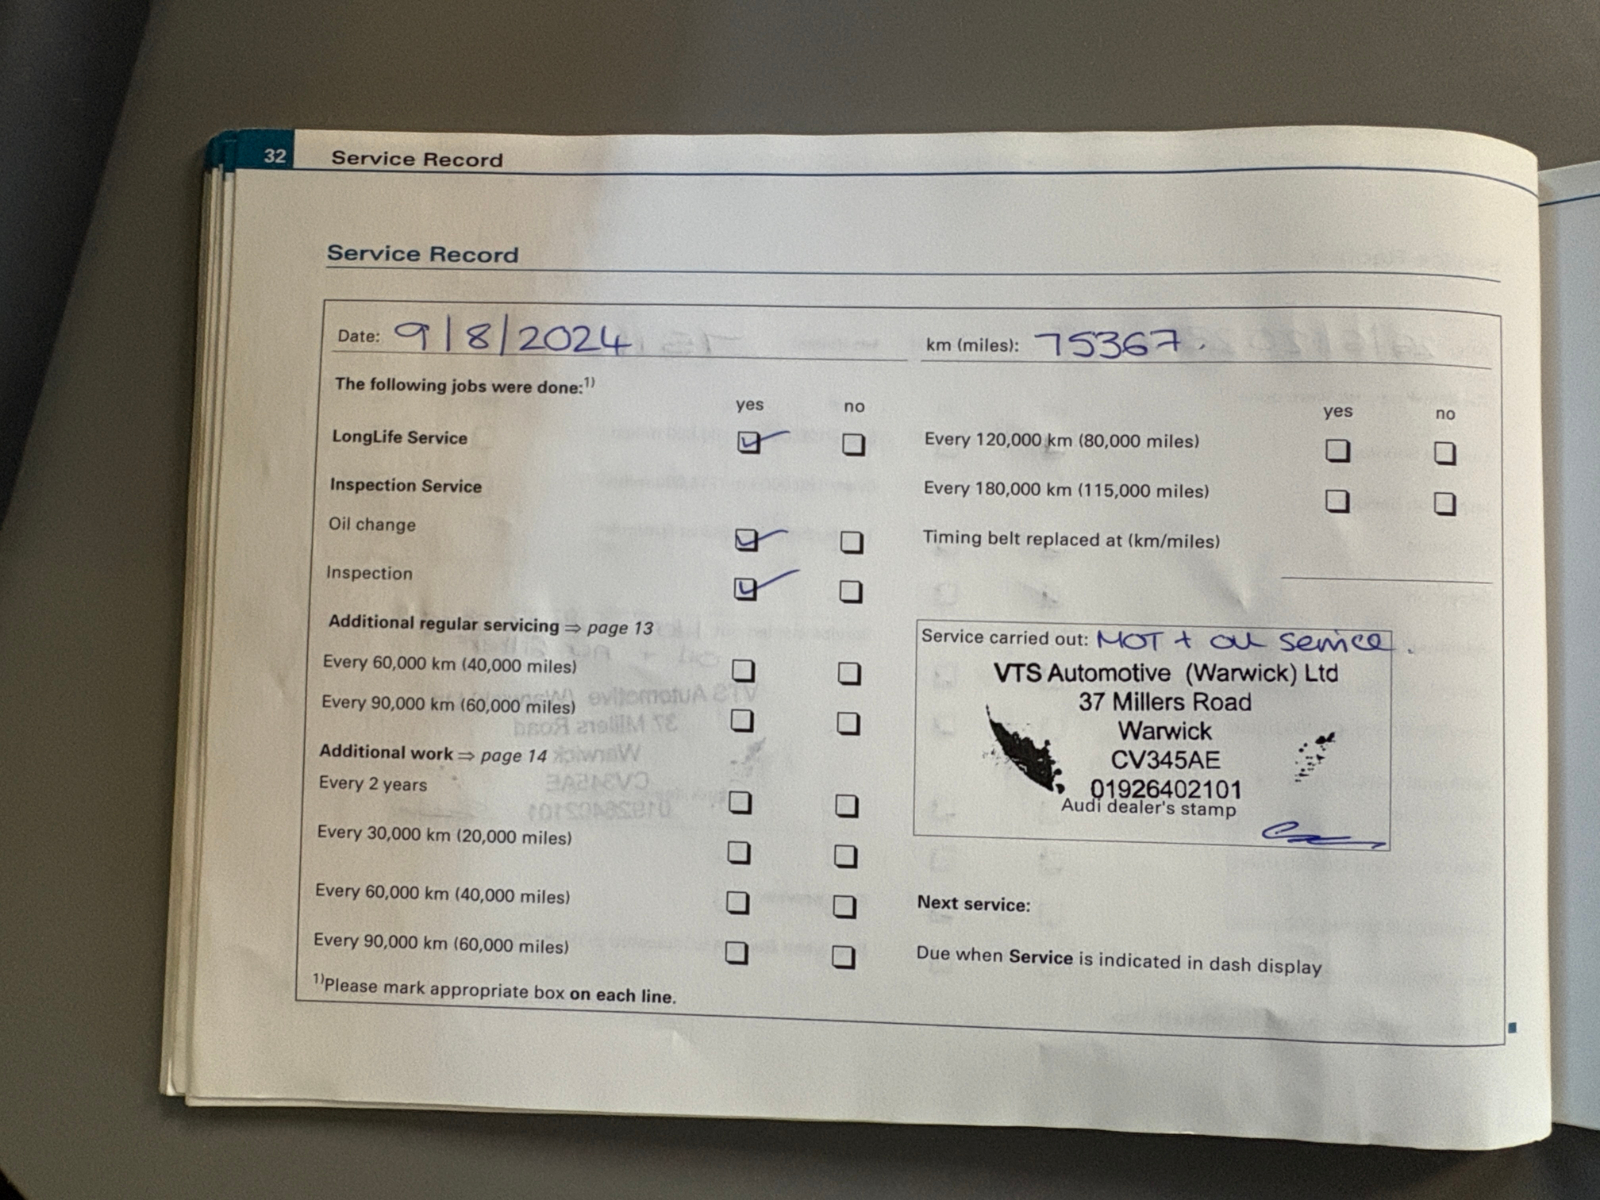 32 Service Record
Service Record
Date: 9/8/2024
km (miles): 75367.
The following jobs were done:1)
yes no
LongLife Service
Inspection Service
Oil change
Inspection
Additional regular servicing ⇒ page 13
Every 60,000 km (40,000 miles)
Every 90,000 km (60,000 miles)
Additional work ⇒ page 14
Every 2 years
Every 30,000 km (20,000 miles)
Every 60,000 km (40,000 miles)
Every 90,000 km (60,000 miles)
1)Please mark appropriate box on each line.
yes no
Every 120,000 km (80,000 miles)
Every 180,000 km (115,000 miles)
Timing belt replaced at (km/miles)
Service carried out: MOT + oil service.
VTS Automotive (Warwick) Ltd
37 Millers Road
Warwick
CV345AE
01926402101
Audi dealer's stamp
Next service:
Due when Service is indicated in dash display